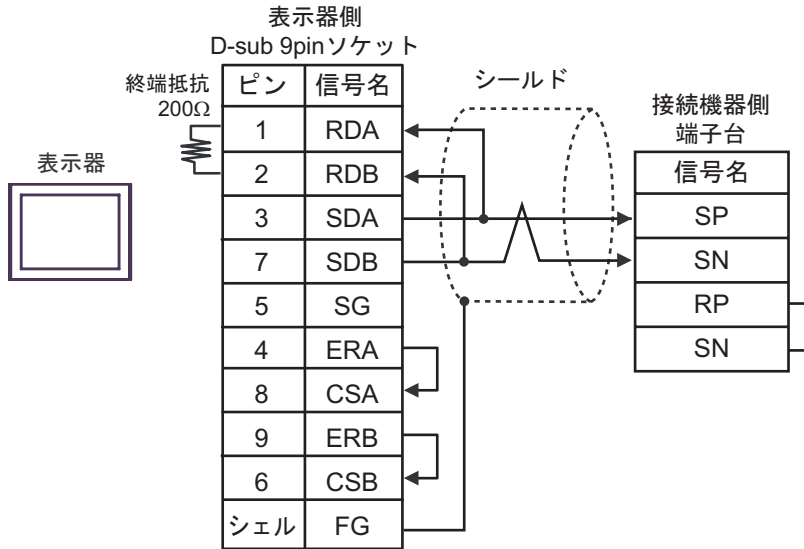 表示器側
D-sub 9pinソケット
終端抵抗
200Ω
ピン 信号名
1 RDA
2 RDB
3 SDA
7 SDB
5 SG
4 ERA
8 CSA
9 ERB
6 CSB
シェル FG
表示器
シールド
接続機器側
端子台
信号名
SP
SN
RP
SN